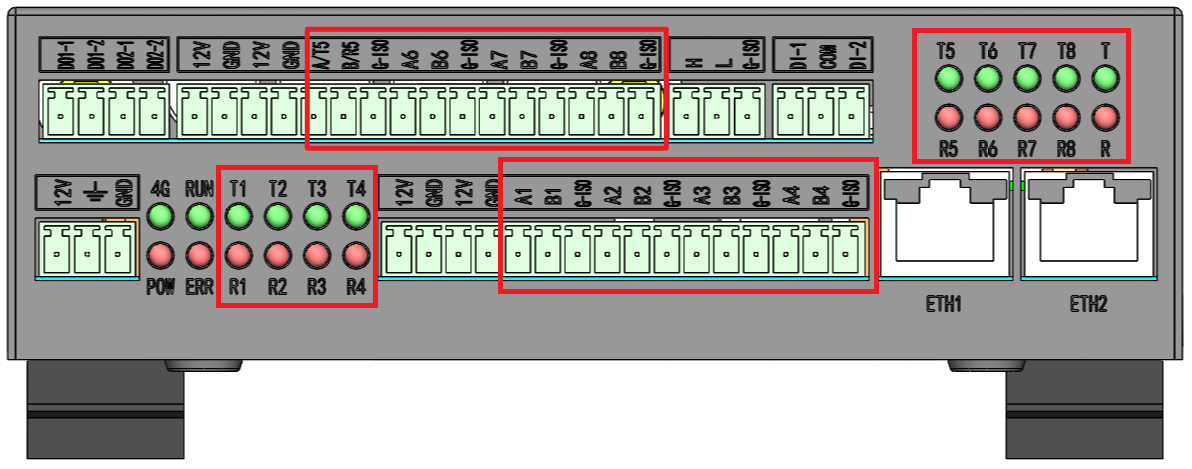 DO1-1 DO1-2 DO2-1 DO2-2 12V GND 12V GND A/T5 B/R5 G-ISO A6 B6 G-ISO A7 B7 G-ISO A8 B8 G-ISO H L G-ISO DI-1 COM DI-2
T5 T6 T7 T8 T
R5 R6 R7 R8 R
12V GND
4G RUN T1 T2 T3 T4
POW ERR R1 R2 R3 R4
12V GND 12V GND A1 B1 G-ISO A2 B2 G-ISO A3 B3 G-ISO A4 B4 G-ISO
ETH1 ETH2